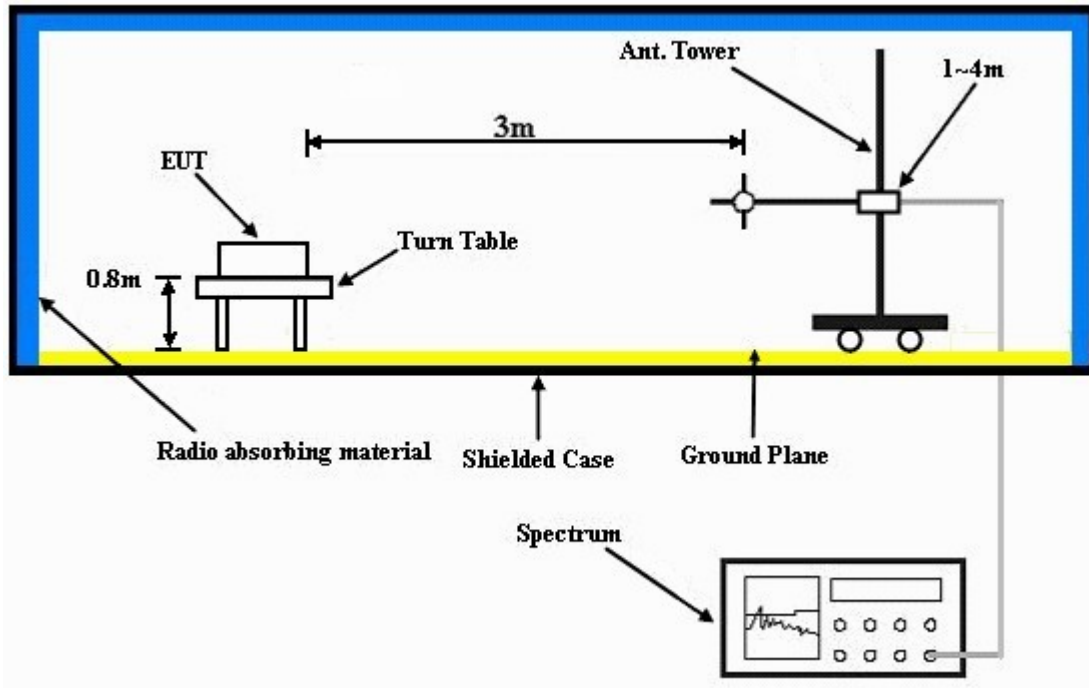 Ant. Tower
1~4m
3m
EUT
Turn Table
0.8m
Radio absorbing material
Shielded Case
Ground Plane
Spectrum